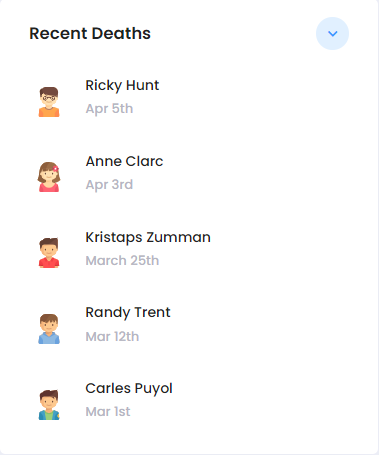 Recent Deaths
Ricky Hunt
Apr 5th
Anne Clarc
Apr 3rd
Kristaps Zumman
March 25th
Randy Trent
Mar 12th
Carles Puyol
Mar 1st